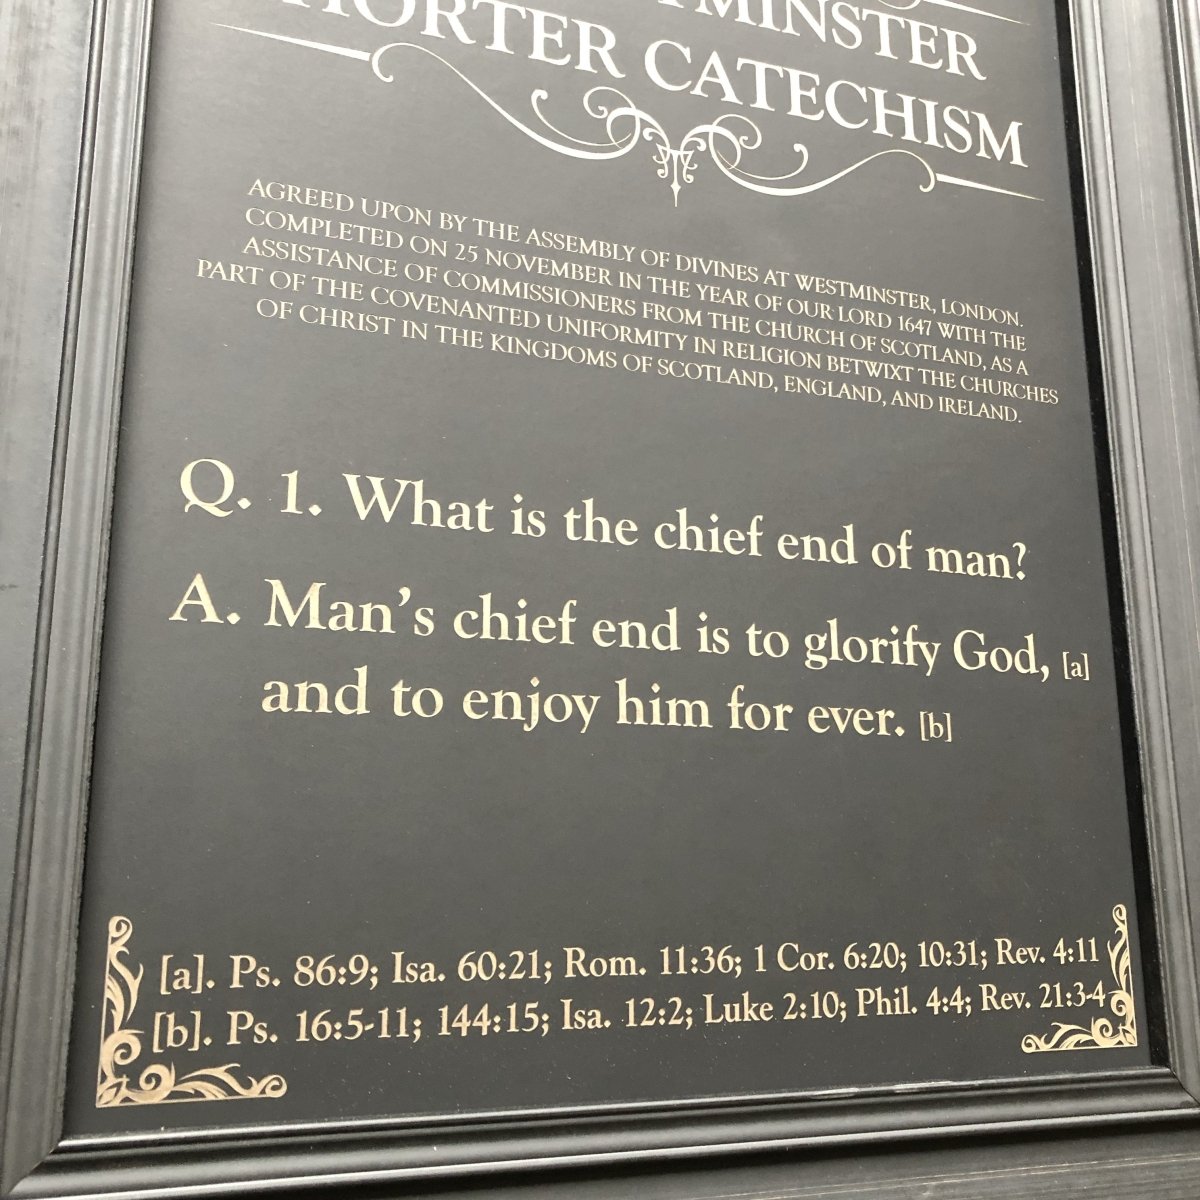 MINSTER
ORTER CATECHISM
AGREED UPON BY THE ASSEMBLY OF DIVINES AT WESTMINSTER, LONDON.
COMPLETED ON 25 NOVEMBER IN THE YEAR OF OUR LORD 1647 WITH THE
ASSISTANCE OF COMMISSIONERS FROM THE CHURCH OF SCOTLAND, AS A
PART OF THE COVENANTED UNIFORMITY IN RELIGION BETWIXT THE CHURCHES
OF CHRIST IN THE KINGDOMS OF SCOTLAND, ENGLAND, AND IRELAND.
Q. 1. What is the chief end of man?
A. Man's chief end is to glorify God, [a]
and to enjoy him for ever. [b]
[a]. Ps. 86:9; Isa. 60:21; Rom. 11:36; 1 Cor. 6:20; 10:31; Rev. 4:11
[b]. Ps. 16:5-11; 144:15; Isa. 12:2; Luke 2:10; Phil. 4:4; Rev. 21:3-4